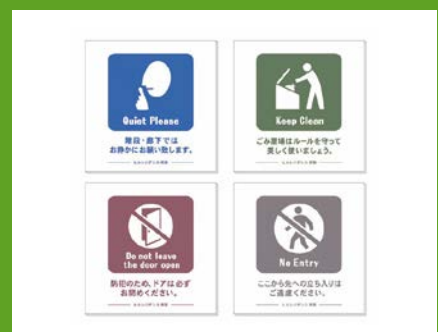 Quiet Please
階段・廊下では
お静かにお願い致します。
Keep Clean
ごみ置場はルールを守って
美しく使いましょう。
Do not leave
the door open
防犯のため、ドアは必ず
お閉めください。
No Entry
ここから先への立ち入りは
ご遠慮ください。